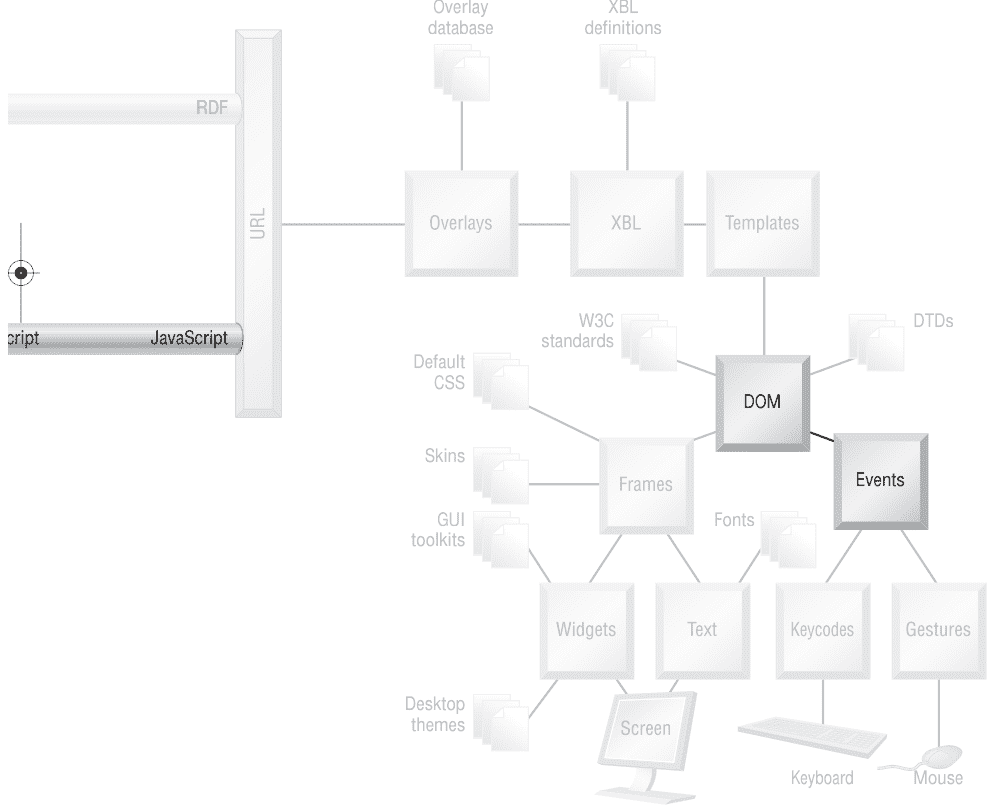 Overlay
database
XBL
definitions
RDF
URL
Overlays
XBL
Templates
W3C
standards
DTDs
cript
JavaScript
Default
CSS
DOM
Skins
Frames
Events
GUI
toolkits
Fonts
Widgets
Text
Keycodes
Gestures
Desktop
themes
Screen
Keyboard
Mouse